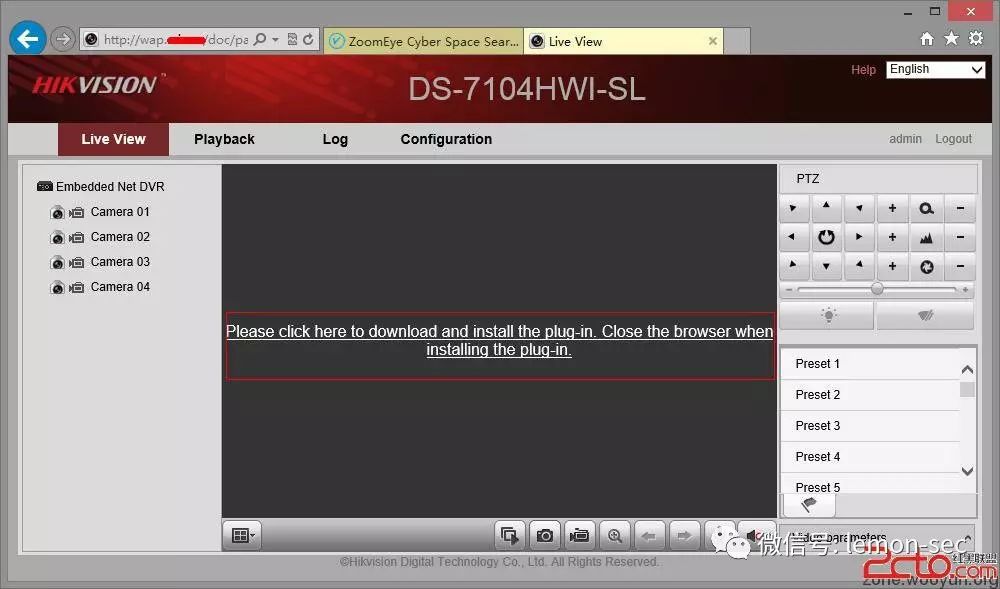 http://wap. /doc/pa
ZoomEye Cyber Space Sear...
Live View
HIKVISION
DS-7104HWI-SL
Help
English
Live View
Playback
Log
Configuration
admin
Logout
Embedded Net DVR
Camera 01
Camera 02
Camera 03
Camera 04
Please click here to download and install the plug-in. Close the browser when
installing the plug-in.
PTZ
Preset 1
Preset 2
Preset 3
Preset 4
Preset 5
Video parameters
微信号: lemon-sec
©Hikvision Digital Technology Co., Ltd. All Rights Reserved.
2cto.com
红黑联盟
zone.wooyun.org